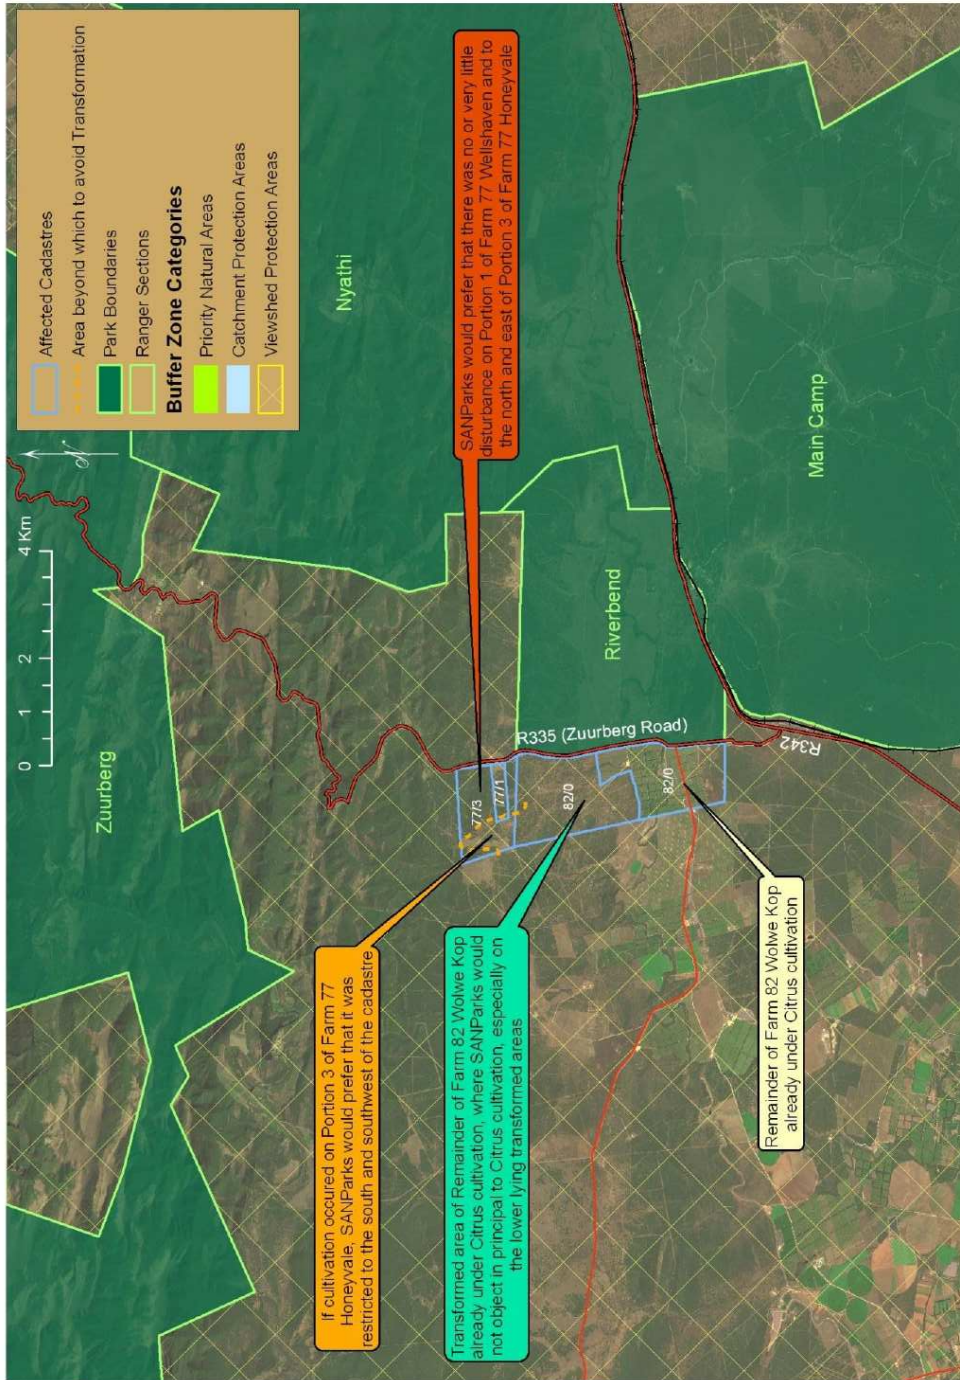 Affected Cadastres
Area beyond which to avoid Transformation
Park Boundaries
Ranger Sections
Buffer Zone Categories
Priority Natural Areas
Catchment Protection Areas
Viewshed Protection Areas
N
0 1 2 4 Km
Zuurberg
Nyathi
If cultivation occured on Portion 3 of Farm 77
Honeyvale, SANParks would prefer that it was
restricted to the south and southwest of the cadastre
SANParks would prefer that there was no or very little
disturbance on Portion 1 of Farm 77 Wellshaven and to
the north and east of Portion 3 of Farm 77 Honeyvale
77/3
77/1
R335 (Zuurberg Road)
Riverbend
82/0
Transformed area of Remainder of Farm 82 Wolwe Kop
already under Citrus cultivation, where SANParks would
not object in principal to Citrus cultivation, especially on
the lower lying transformed areas
82/0
Main Camp
R342
Remainder of Farm 82 Wolwe Kop
already under Citrus cultivation